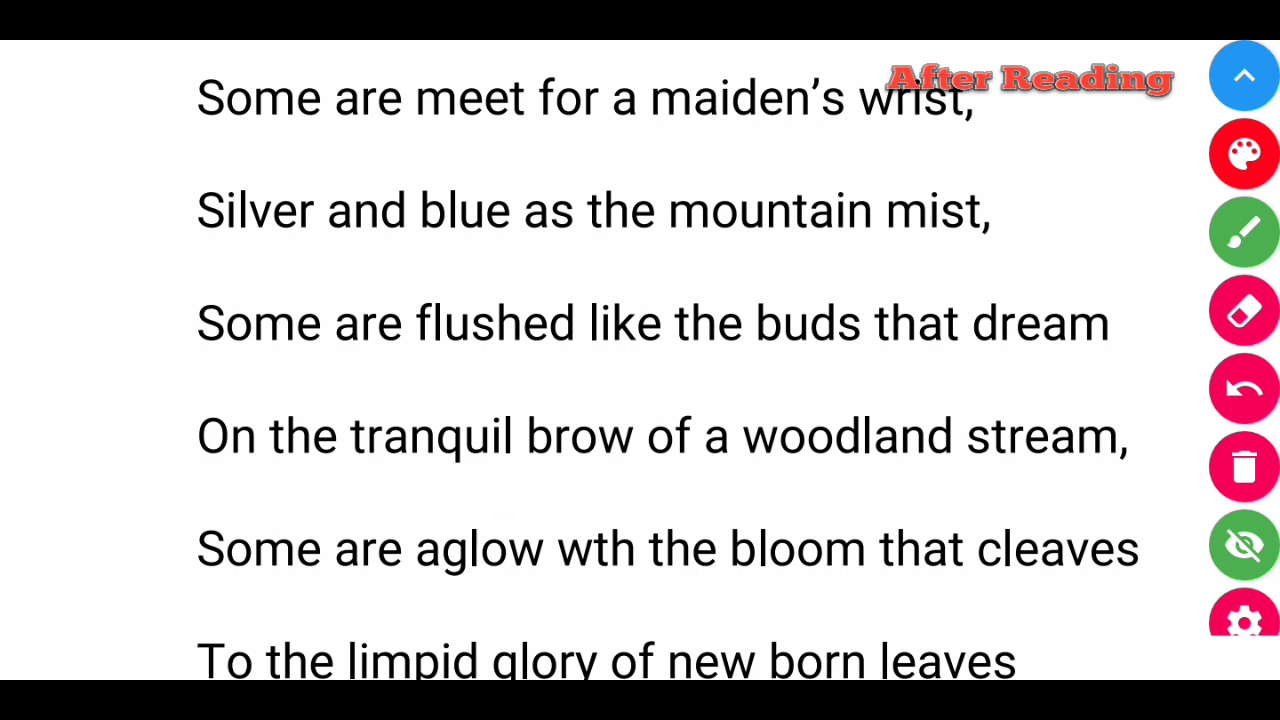 After Reading
Some are meet for a maiden’s wrist,
Silver and blue as the mountain mist,
Some are flushed like the buds that dream
On the tranquil brow of a woodland stream,
Some are aglow wth the bloom that cleaves
To the limpid glory of new born leaves